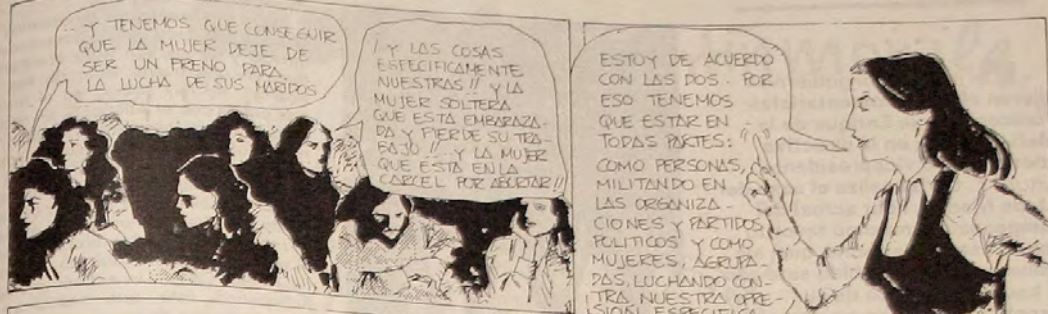 .. Y TENEMOS QUE CONSEGUIR
QUE LA MUJER DEJE DE
SER UN FRENO PARA
LA LUCHA DE SUS MARIDOS
¡ Y LAS COSAS
ESPECIFICAMENTE
NUESTRAS !! Y LA
MUJER SOLTERA
QUE ESTA EMBARAZA-
DA Y PIERDE SU TRA-
BAJO !! .. Y LA MUJER
QUE ESTA EN LA
CARCEL POR ABORTAR !!
ESTOY DE ACUERDO
CON LAS DOS.. POR
ESO TENEMOS
QUE ESTAR EN
TODAS PARTES:
COMO PERSONAS,
MILITANDO EN
LAS ORGANIZA-
CIONES Y PARTIDOS
POLITICOS Y COMO
MUJERES, AGRUPA-
DAS, LUCHANDO CON-
TRA NUESTRA OPRE-
SIÓN ESPECIFICA